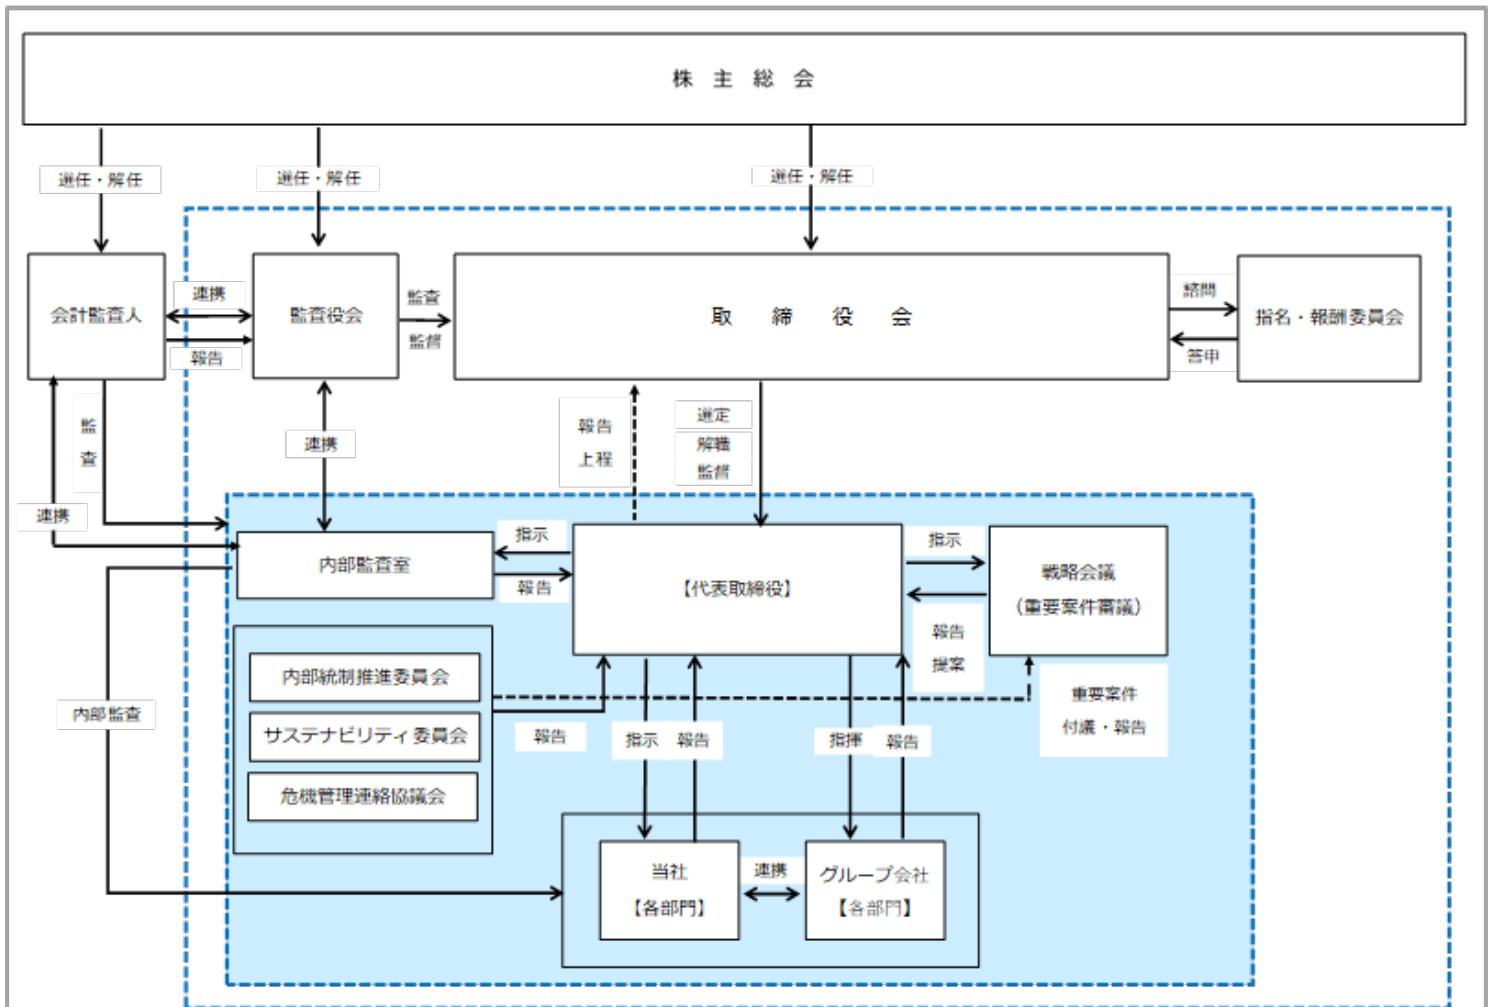 株 主 総 会
選任・解任
選任・解任
選任・解任
会計監査人
連携
報告
監査役会
監査
監督
取 締 役 会
諮問
答申
指名・報酬委員会
監
査
連携
連携
報告
上程
選定
解職
監督
内部監査室
指示
報告
【代表取締役】
指示
報告
提案
戦略会議
（重要案件審議）
内部統制推進委員会
サステナビリティ委員会
危機管理連絡協議会
内部監査
報告
指示
報告
指揮
報告
重要案件
付議・報告
当社
【各部門】
連携
グループ会社
【各部門】